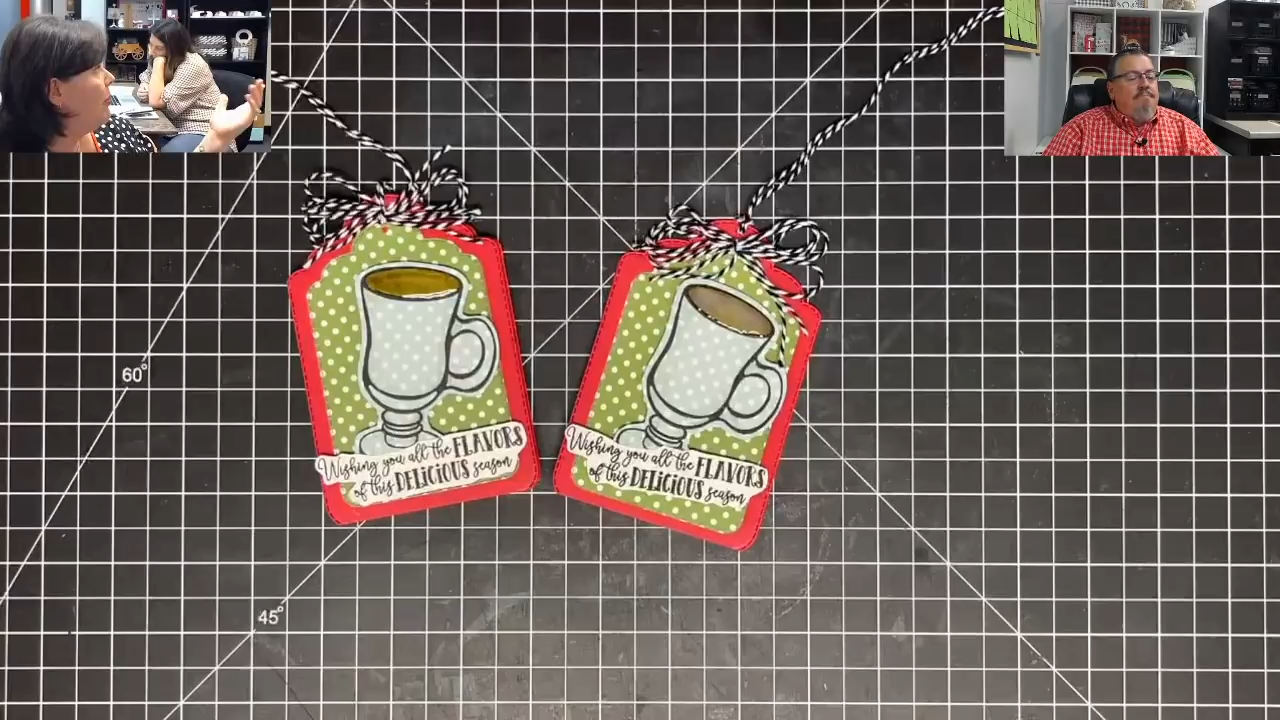 60°
Wishing you all the FLAVORS
of this DELICIOUS season
Wishing you all the FLAVORS
of this DELICIOUS season
45°